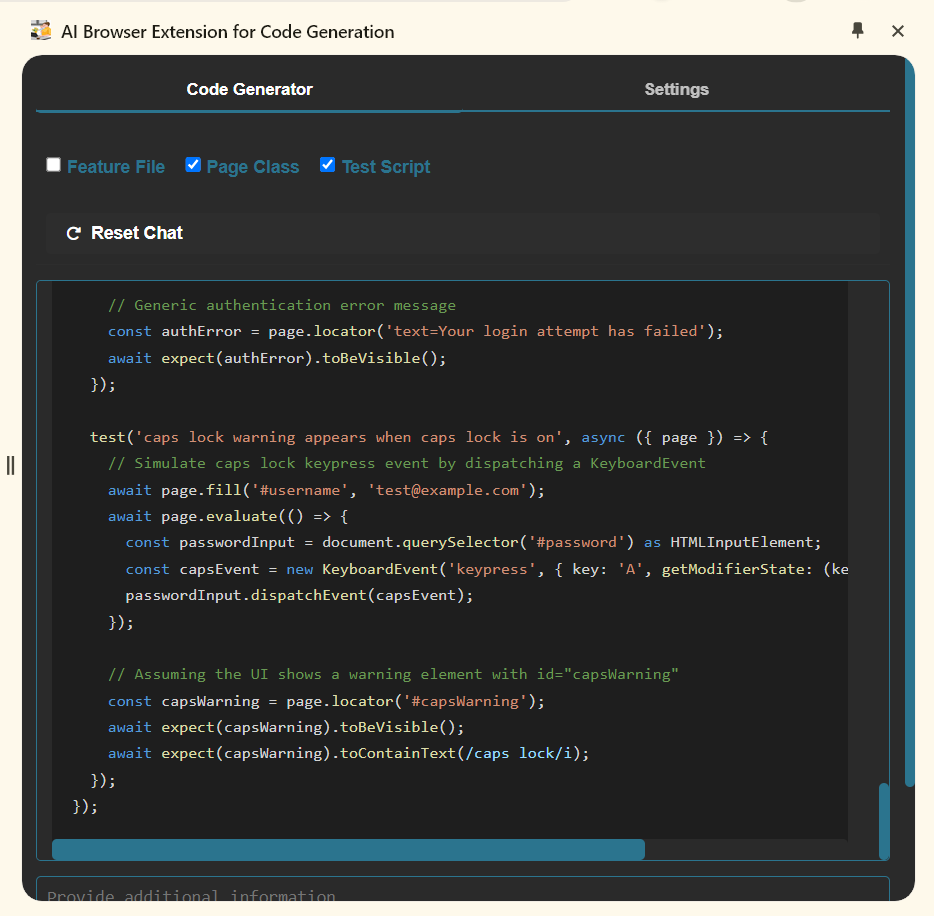 AI Browser Extension for Code Generation
Code Generator
Settings
Feature File
Page Class
Test Script
Reset Chat
// Generic authentication error message
const authError = page.locator('text=Your login attempt has failed');
await expect(authError).toBeVisible();
});
test('caps lock warning appears when caps lock is on', async ({ page }) => {
// Simulate caps lock keypress event by dispatching a KeyboardEvent
await page.fill('#username', 'test@example.com');
await page.evaluate(() => {
const passwordInput = document.querySelector('#password') as HTMLInputElement;
const capsEvent = new KeyboardEvent('keypress', { key: 'A', getModifierState: (ke
passwordInput.dispatchEvent(capsEvent);
});
// Assuming the UI shows a warning element with id="capsWarning"
const capsWarning = page.locator('#capsWarning');
await expect(capsWarning).toBeVisible();
await expect(capsWarning).toContainText(/caps lock/i);
});
});
Provide additional information